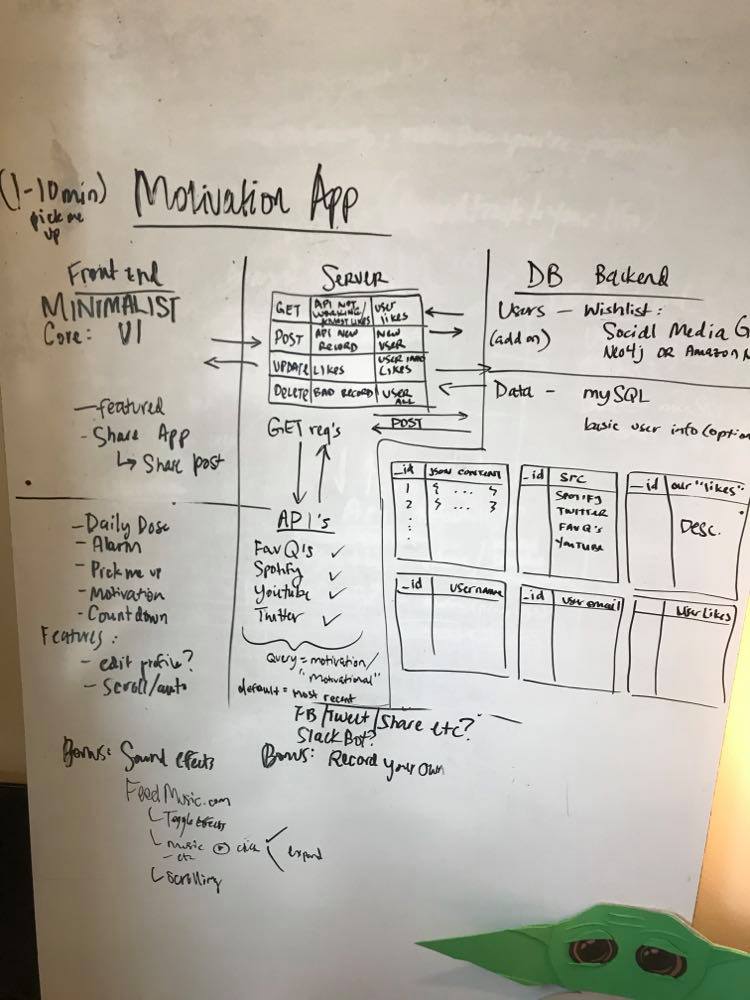 (1-10min)
pick me
up
Motivation App
Front end
MINIMALIST
Core: UI
- featured
- Share App
↳ Share post
- Daily Dose
- Alarm
- Pick me up
- Motivation
- Countdown
Features:
- edit profile?
- Scroll/auto
Bonus: Sound effects
FeedMusic.com
Toggle effects
music click expand
- etc
Scrolling
SERVER
GET API NOT WORKING/ LIKES USER LIKES
POST API NEW RECORD NEW USER
UPDATE LIKES USER INFO LIKES
DELETE BAD RECORD USER ALL
GET req's
POST
API's
FavQ's ✓
Spotify ✓
Youtube ✓
Twitter ✓
Query = motivation/
"motivational"
default = most recent
FB/Tweet/Share etc?
SlackBot?
Bonus: Record your Own
DB Backend
Users - Wishlist:
(add on) Social Media G
Neo4j OR Amazon N
Data - mySQL
basic user info (option
_id JSON CONTENT
1 { ... }
2 { ... }
_id src
SPOTIFY
TWITTER
FAVQ's
YOUTUBE
_id our "likes"
Desc.
_id username
_id user email
User Likes